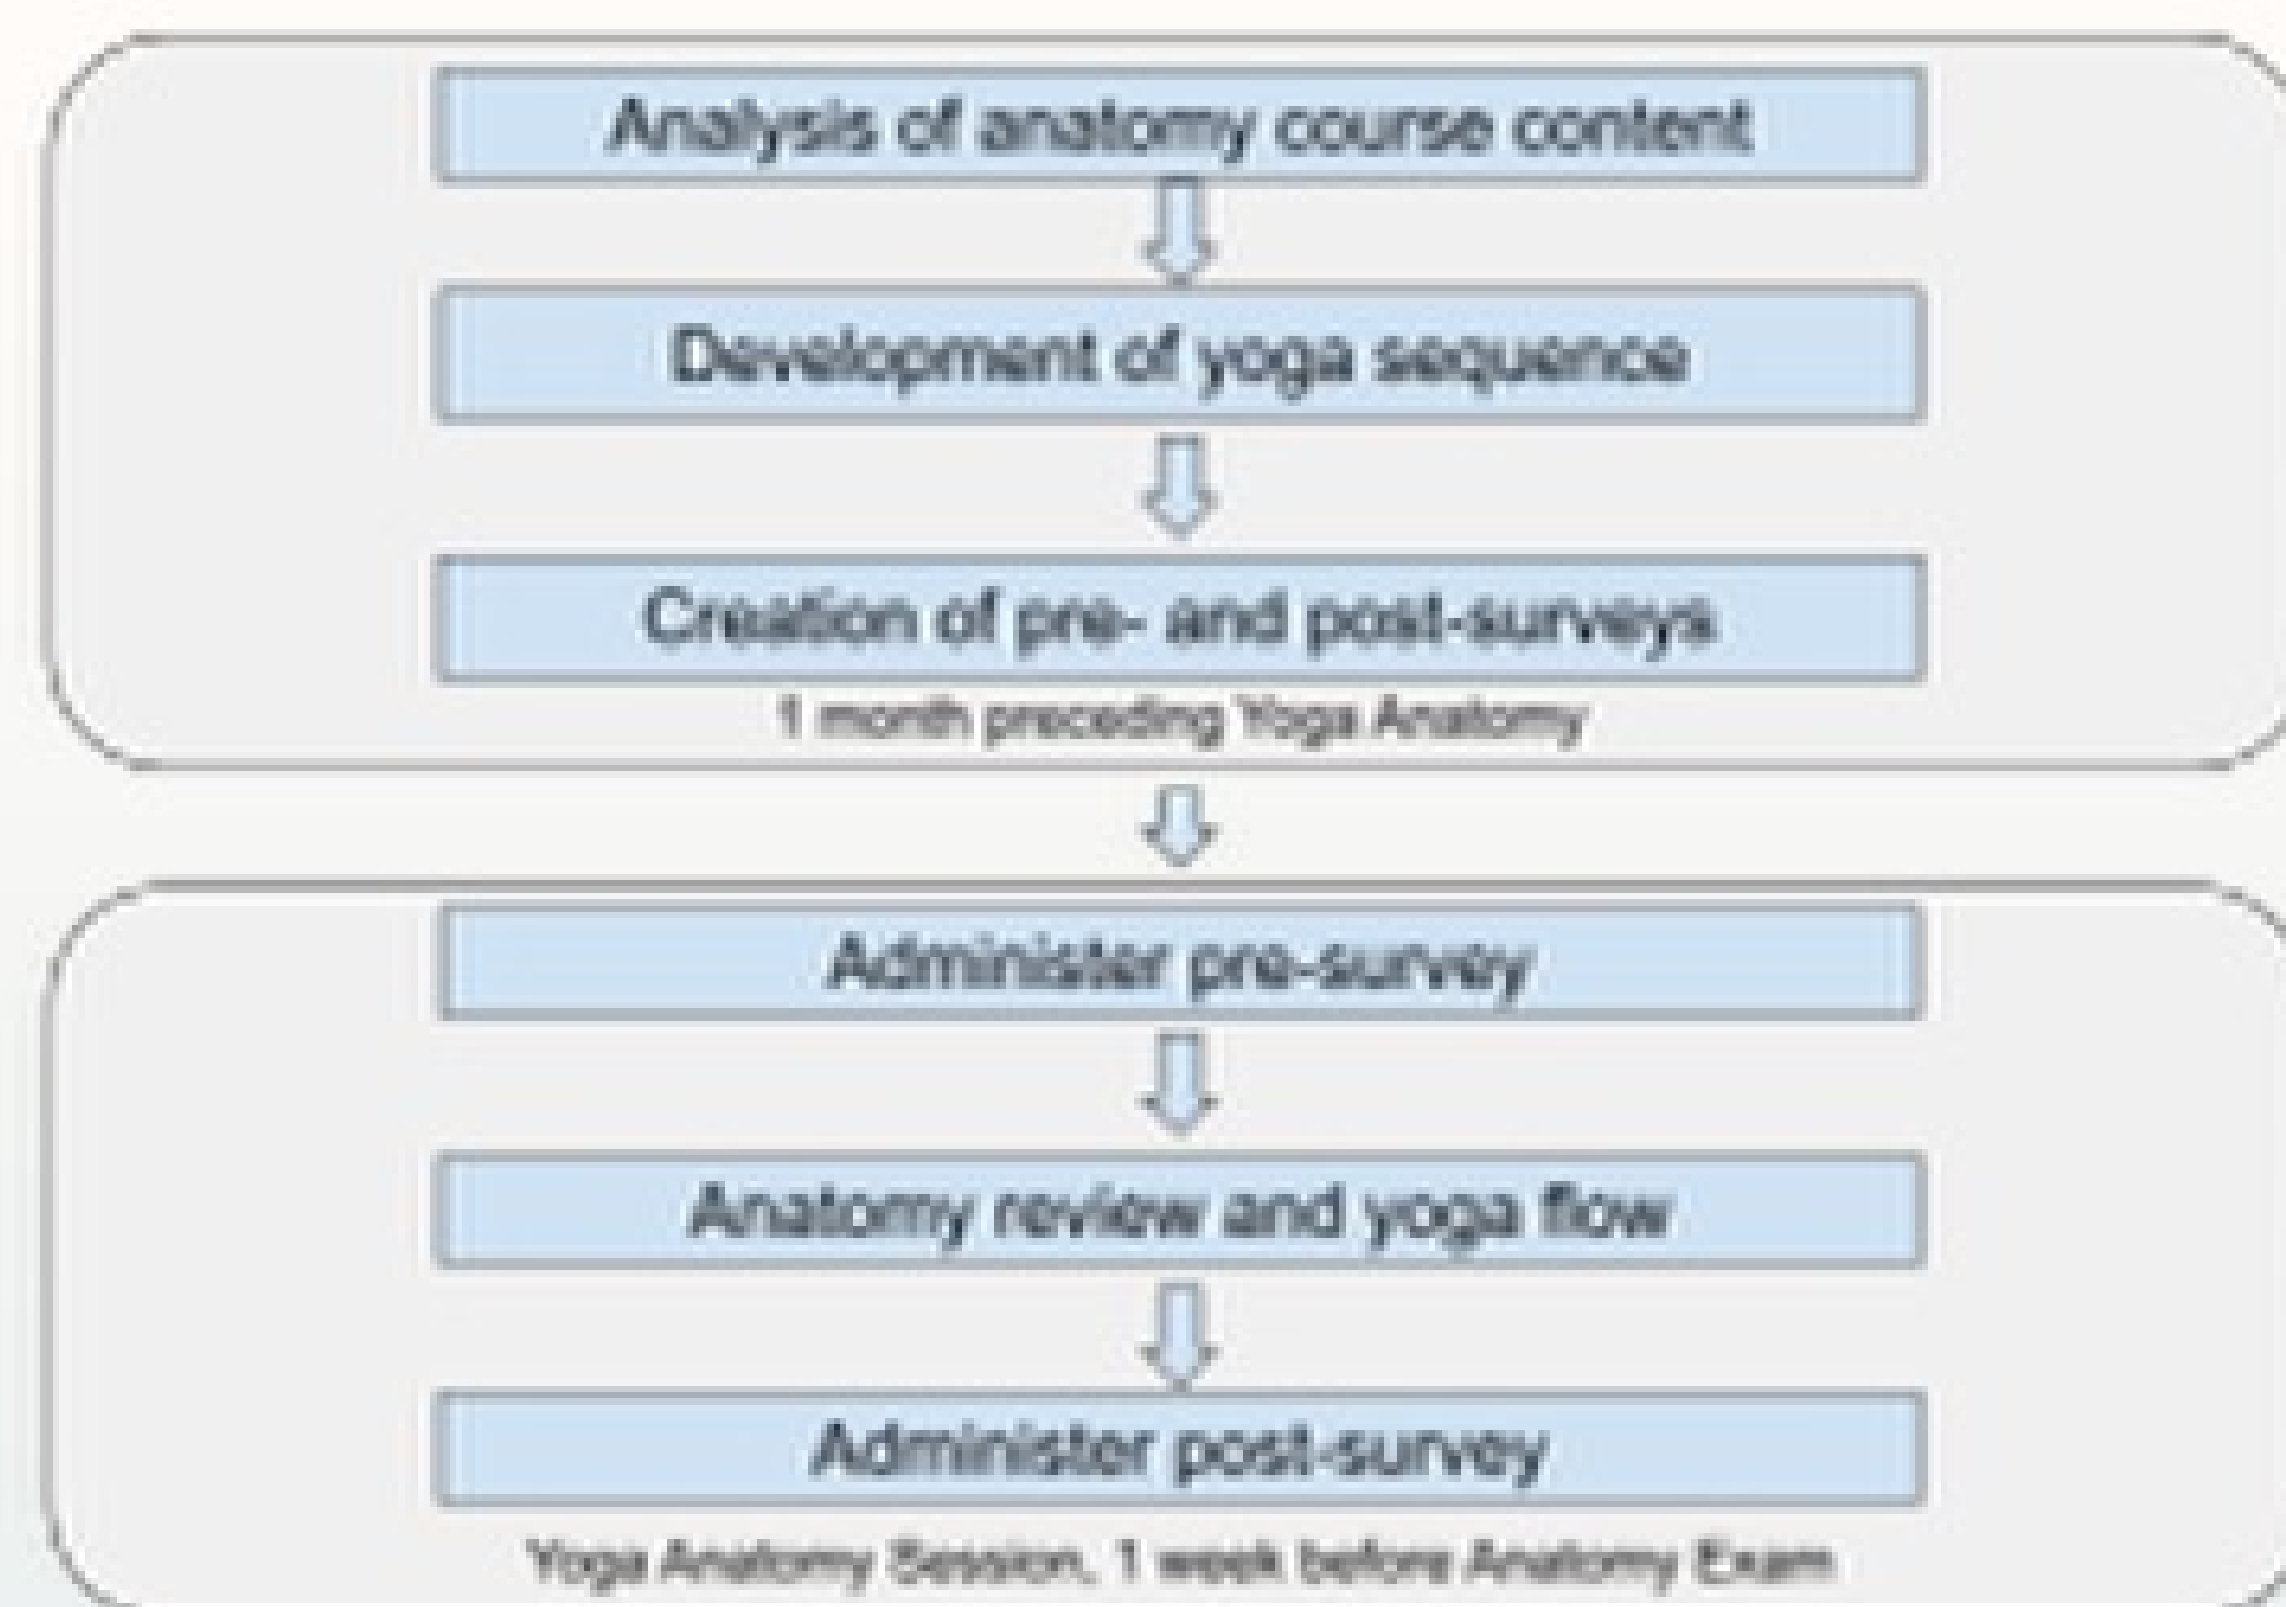 Analysis of anatomy course content
Development of yoga sequence
Creation of pre- and post-surveys
1 month preceding Yoga Anatomy
Administer pre-survey
Anatomy review and yoga flow
Administer post-survey
Yoga Anatomy Session, 1 week before Anatomy Exam